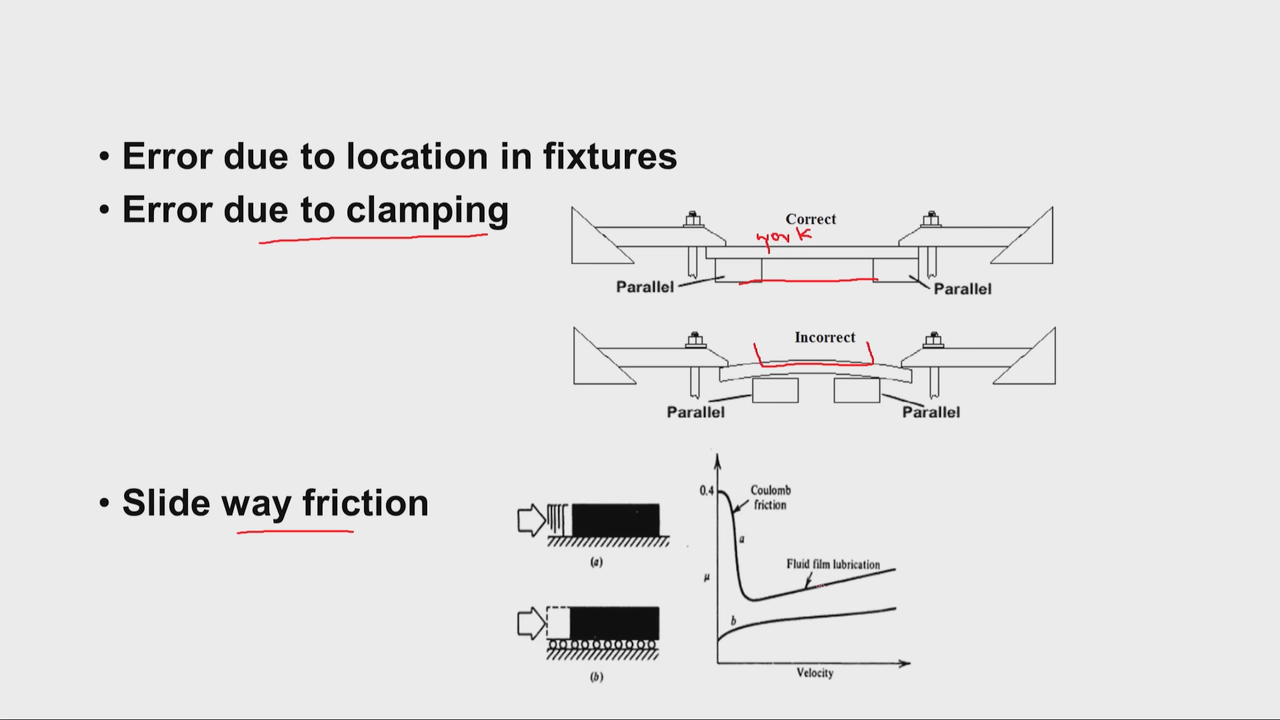 • Error due to location in fixtures
• Error due to clamping
Correct
work
Parallel
Parallel
Incorrect
Parallel
Parallel
• Slide way friction
(a)
(b)
0.4
Coulomb
friction
a
Fluid film lubrication
μ
b
Velocity